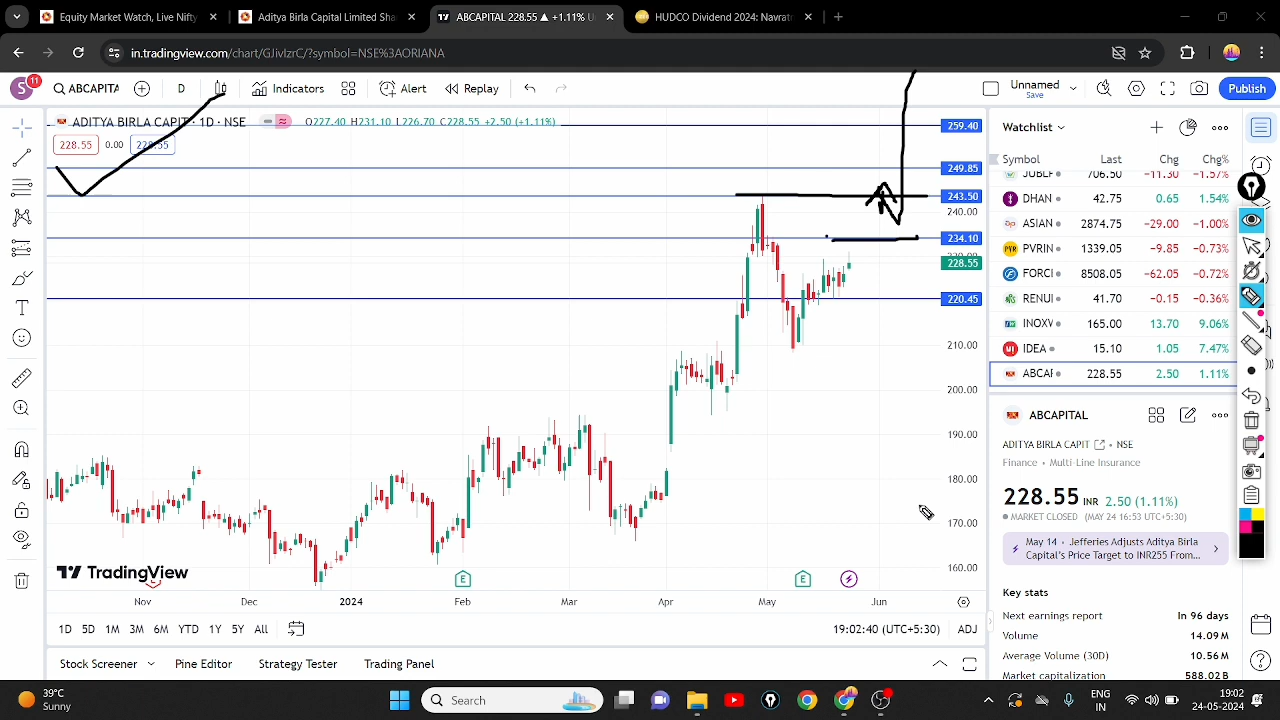 Equity Market Watch, Live Nifty
Aditya Birla Capital Limited Shar
ABCAPITAL 228.55 ▲ +1.11% U
HUDCO Dividend 2024: Navratr
in.tradingview.com/chart/GJivIzrC/?symbol=NSE%3AORIANA
S 11
ABCAPITA
D
Indicators
Alert
Replay
Unnamed
Save
Publish
ADITYA BIRLA CAPIT · 1D · NSE
O227.40 H231.10 L226.70 C228.55 +2.50 (+1.11%)
228.55 0.00 228.55
259.40
249.85
243.50
240.00
234.10
228.55
220.45
210.00
200.00
190.00
180.00
170.00
160.00
TradingView
E
E
Nov Dec 2024 Feb Mar Apr May Jun
1D 5D 1M 3M 6M YTD 1Y 5Y All
19:02:40 (UTC+5:30) ADJ
Stock Screener Pine Editor Strategy Tester Trading Panel
Watchlist
Symbol Last Chg Chg%
JUBLF 706.50 −11.30 −1.57%
DHAN 42.75 0.65 1.54%
ASIAN 2874.75 −29.00 −1.00%
PVRIN 1339.05 −9.85 −0.73%
FORCI 8508.05 −62.05 −0.72%
RENUI 41.70 −0.15 −0.36%
INOXV 165.00 13.70 9.06%
IDEA 15.10 1.05 7.47%
ABCAF 228.55 2.50 1.11%
ABCAPITAL
ADITYA BIRLA CAPIT • NSE
Finance • Multi-Line Insurance
228.55 INR 2.50 (1.11%)
MARKET CLOSED (MAY 24 16:53 UTC+5:30)
May 14 • Jefferies Adjusts Aditya Birla
Capital's Price Target to INR255 From...
Key stats
Next earnings report In 96 days
Volume 14.09M
Average Volume (30D) 10.56M
Market capitalization 588.02B
39°C
Sunny
Search
ENG
IN
19:02
24-05-2024